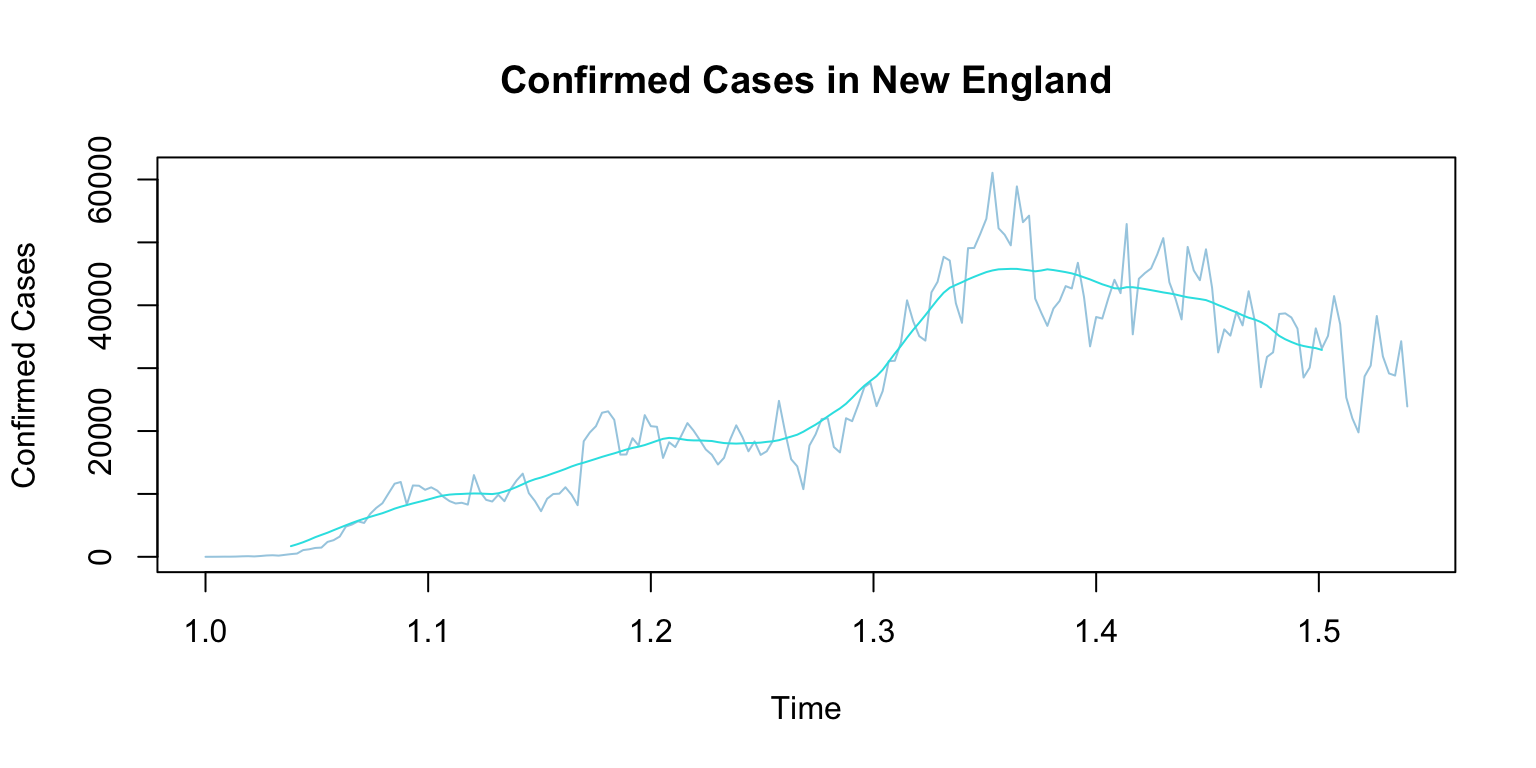 Confirmed Cases in New England
Confirmed Cases
60000
40000
20000
0
1.0 1.1 1.2 1.3 1.4 1.5
Time